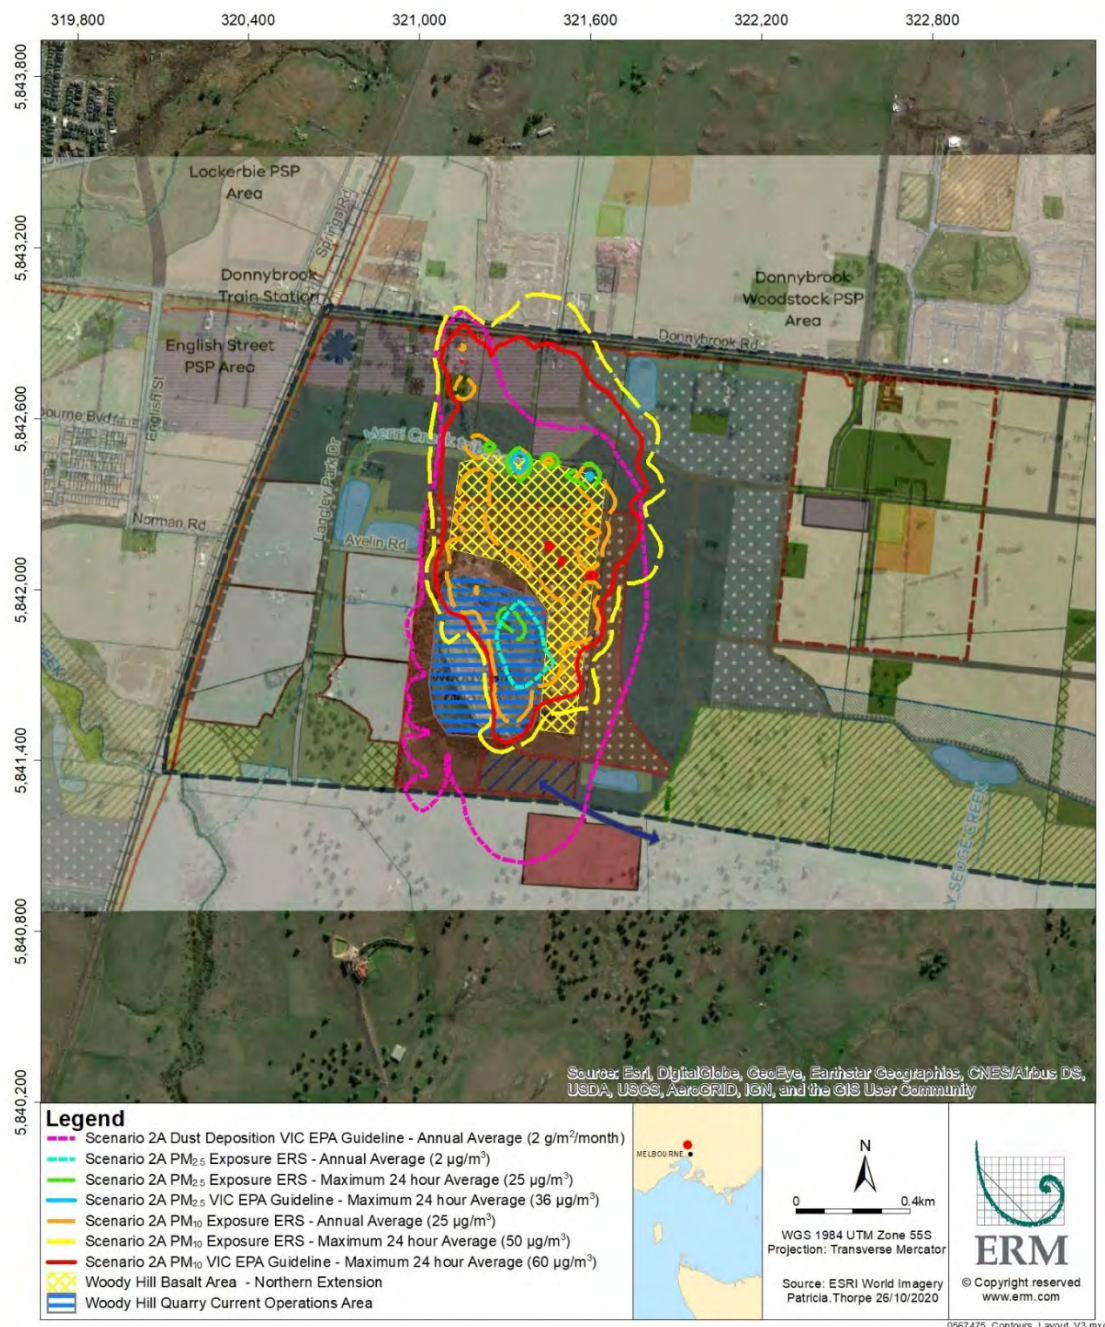 319,800 320,400 321,000 321,600 322,200 322,800
5,843,800
5,843,200
5,842,600
5,842,000
5,841,400
5,840,800
5,840,200
Lockerbie PSP
Area
Springs Rd
Donnybrook
Train Station
Donnybrook
Woodstock PSP
Area
Donnybrook Rd
English Street
PSP Area
English St
bourne Bvd
Merri Creek
Langley Park Dr
Norman Rd
Avelin Rd
REEK
Y SEDGE CREEK
Source: Esri, DigitalGlobe, GeoEye, Earthstar Geographics, CNES/Airbus DS,
USDA, USGS, AeroGRID, IGN, and the GIS User Community
Legend
Scenario 2A Dust Deposition VIC EPA Guideline - Annual Average (2 g/m²/month)
Scenario 2A PM₂.₅ Exposure ERS - Annual Average (2 µg/m³)
Scenario 2A PM₂.₅ Exposure ERS - Maximum 24 hour Average (25 µg/m³)
Scenario 2A PM₂.₅ VIC EPA Guideline - Maximum 24 hour Average (36 µg/m³)
Scenario 2A PM₁₀ Exposure ERS - Annual Average (25 µg/m³)
Scenario 2A PM₁₀ Exposure ERS - Maximum 24 hour Average (50 µg/m³)
Scenario 2A PM₁₀ VIC EPA Guideline - Maximum 24 hour Average (60 µg/m³)
Woody Hill Basalt Area - Northern Extension
Woody Hill Quarry Current Operations Area
MELBOURNE
N
0 0.4km
WGS 1984 UTM Zone 55S
Projection: Transverse Mercator
Source: ESRI World Imagery
Patricia.Thorpe 26/10/2020
ERM
© Copyright reserved
www.erm.com
0567475_Contours_Layout_V3.mxd